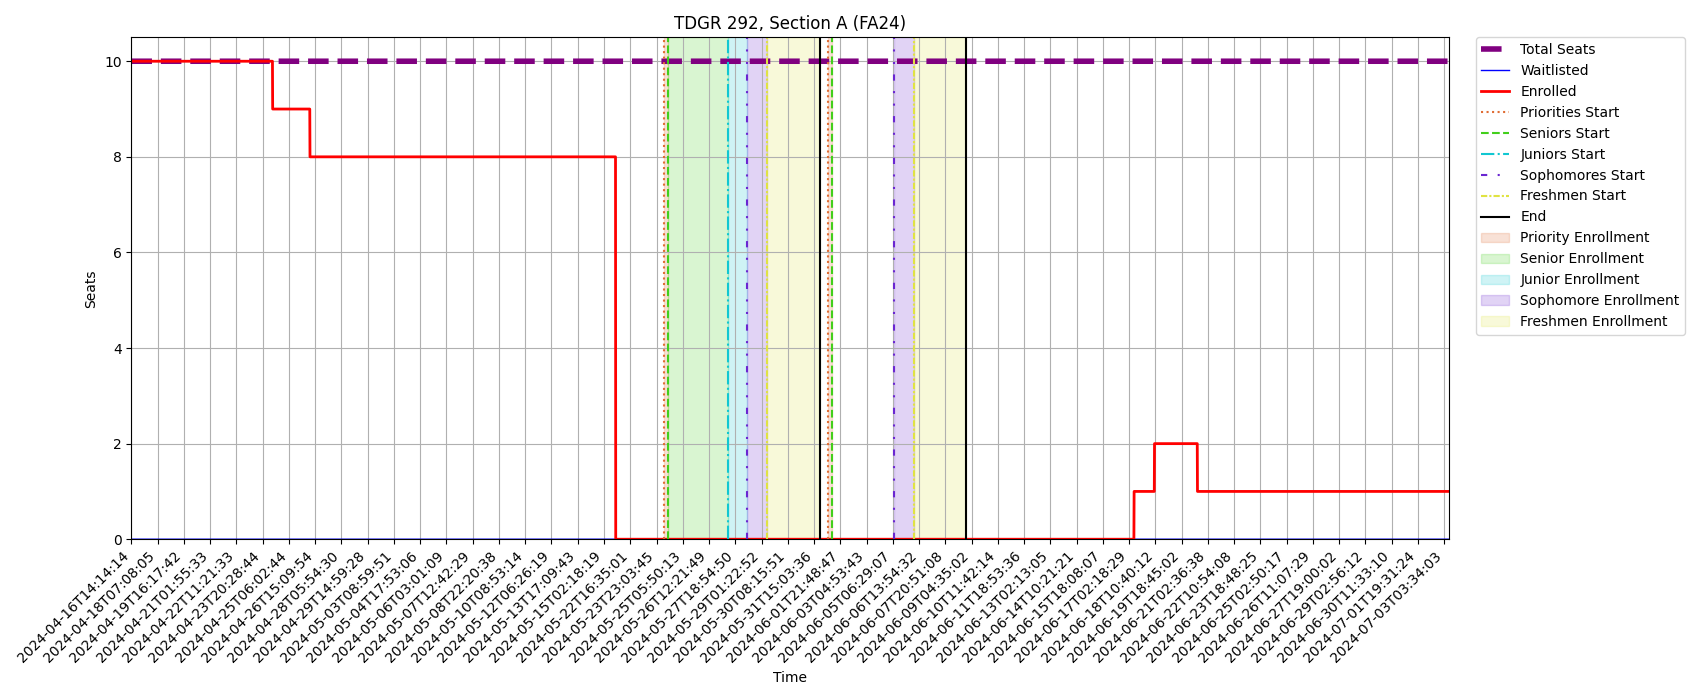 TDGR 292, Section A (FA24)
Seats
10
8
6
4
2
0
2024-04-16T14:14:14
2024-04-18T07:08:05
2024-04-19T16:17:42
2024-04-21T01:55:33
2024-04-22T11:21:33
2024-04-23T20:28:44
2024-04-25T06:02:44
2024-04-26T15:09:54
2024-04-28T05:54:30
2024-04-29T14:59:28
2024-05-03T08:59:51
2024-05-04T17:53:06
2024-05-06T03:01:09
2024-05-07T12:42:29
2024-05-08T22:20:38
2024-05-10T08:53:14
2024-05-12T06:26:19
2024-05-13T17:09:43
2024-05-15T02:18:19
2024-05-22T16:35:01
2024-05-23T23:03:45
2024-05-25T05:50:13
2024-05-26T12:21:49
2024-05-27T18:54:50
2024-05-29T01:22:52
2024-05-30T08:15:51
2024-05-31T15:03:36
2024-06-01T21:48:47
2024-06-03T04:53:43
2024-06-05T06:29:07
2024-06-06T13:54:32
2024-06-07T20:51:08
2024-06-09T04:35:02
2024-06-10T11:42:14
2024-06-11T18:53:36
2024-06-13T02:13:05
2024-06-14T10:21:21
2024-06-15T18:08:07
2024-06-17T02:18:29
2024-06-18T10:40:12
2024-06-19T18:45:02
2024-06-21T02:36:38
2024-06-22T10:54:08
2024-06-23T18:48:25
2024-06-25T02:50:17
2024-06-26T11:07:29
2024-06-27T19:00:02
2024-06-29T02:56:12
2024-06-30T11:33:10
2024-07-01T19:31:24
2024-07-03T03:34:03
Time
Total Seats
Waitlisted
Enrolled
Priorities Start
Seniors Start
Juniors Start
Sophomores Start
Freshmen Start
End
Priority Enrollment
Senior Enrollment
Junior Enrollment
Sophomore Enrollment
Freshmen Enrollment